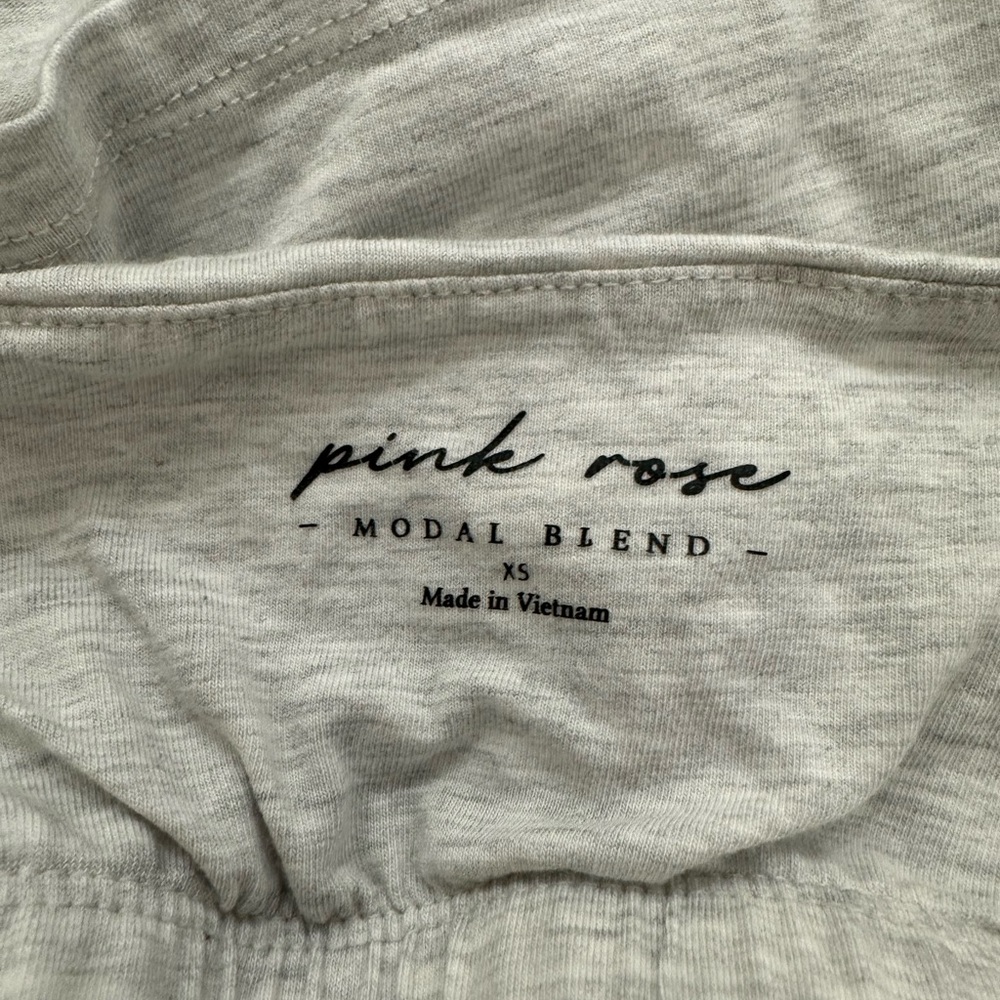 pink rose
- MODAL BLEND -
XS
Made in Vietnam